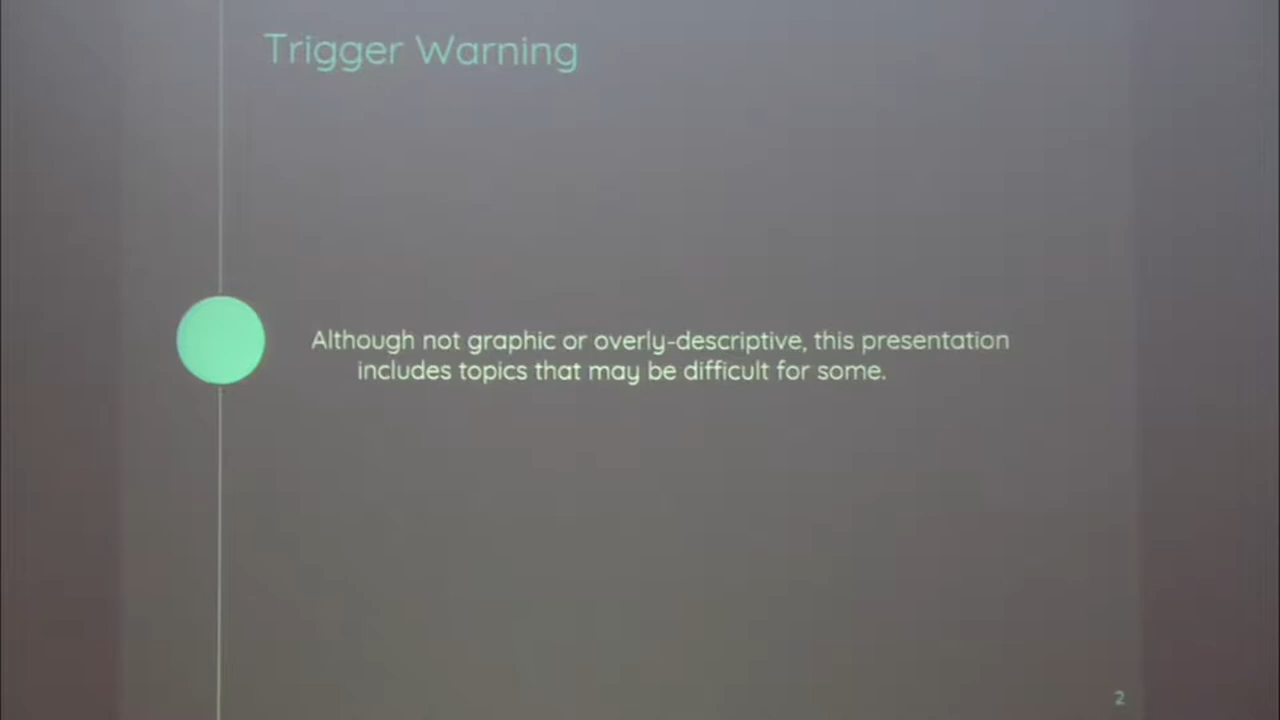 Trigger Warning
Although not graphic or overly-descriptive, this presentation
includes topics that may be difficult for some.
2